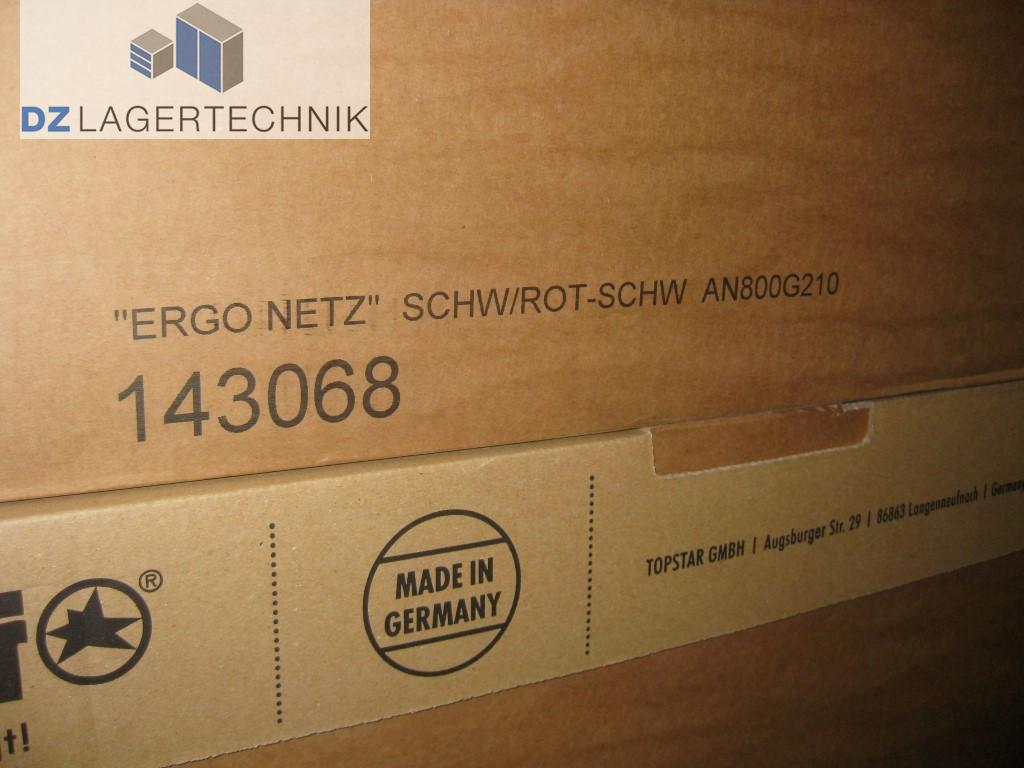 DZ LAGERTECHNIK
"ERGO NETZ" SCHW/ROT-SCHW AN800G210
143068
®
MADE IN
GERMANY
TOPSTAR GMBH | Augsburger Str. 29 | 86863 Langenneufnach | Germany